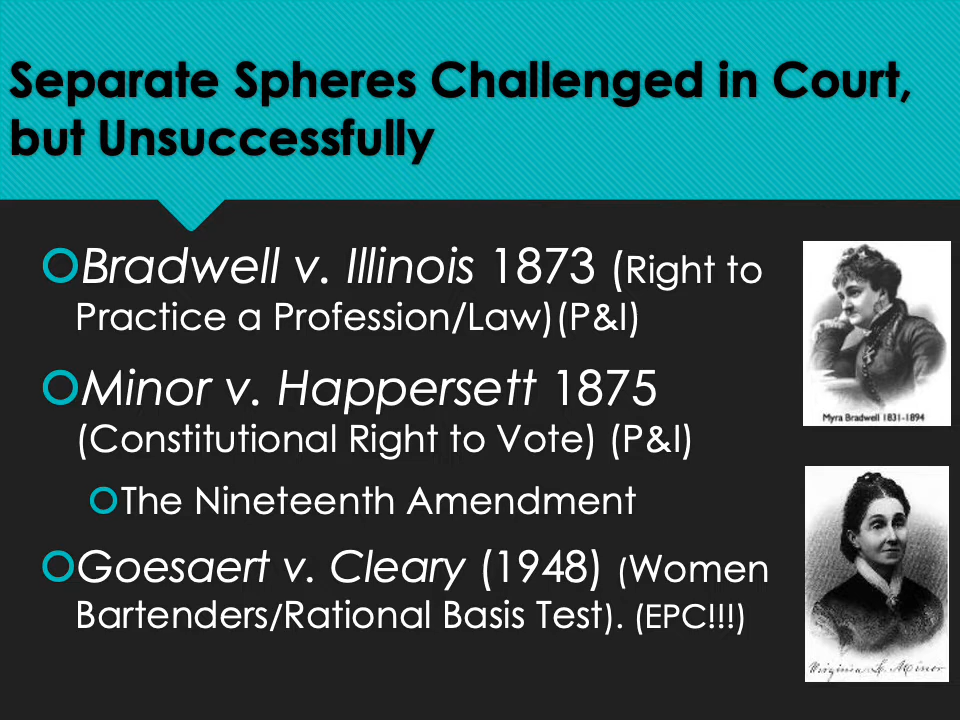 Separate Spheres Challenged in Court,
but Unsuccessfully
Bradwell v. Illinois 1873 (Right to
Practice a Profession/Law)(P&I)
Minor v. Happersett 1875
(Constitutional Right to Vote) (P&I)
The Nineteenth Amendment
Goesaert v. Cleary (1948) (Women
Bartenders/Rational Basis Test). (EPC!!!)
Myra Bradwell 1831-1894
Virginia L. Minor